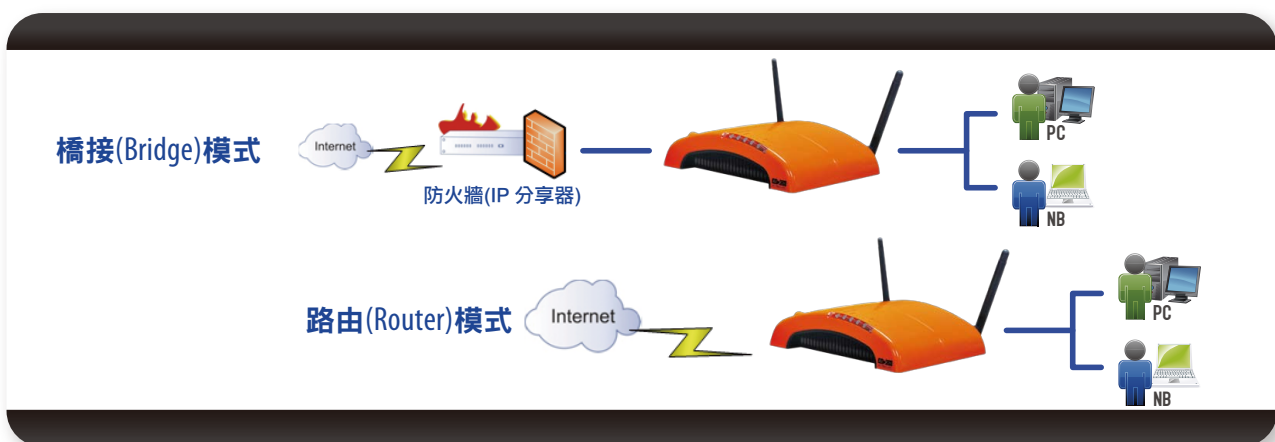 橋接(Bridge)模式
Internet
防火牆(IP 分享器)
PC
NB
路由(Router)模式
Internet
PC
NB